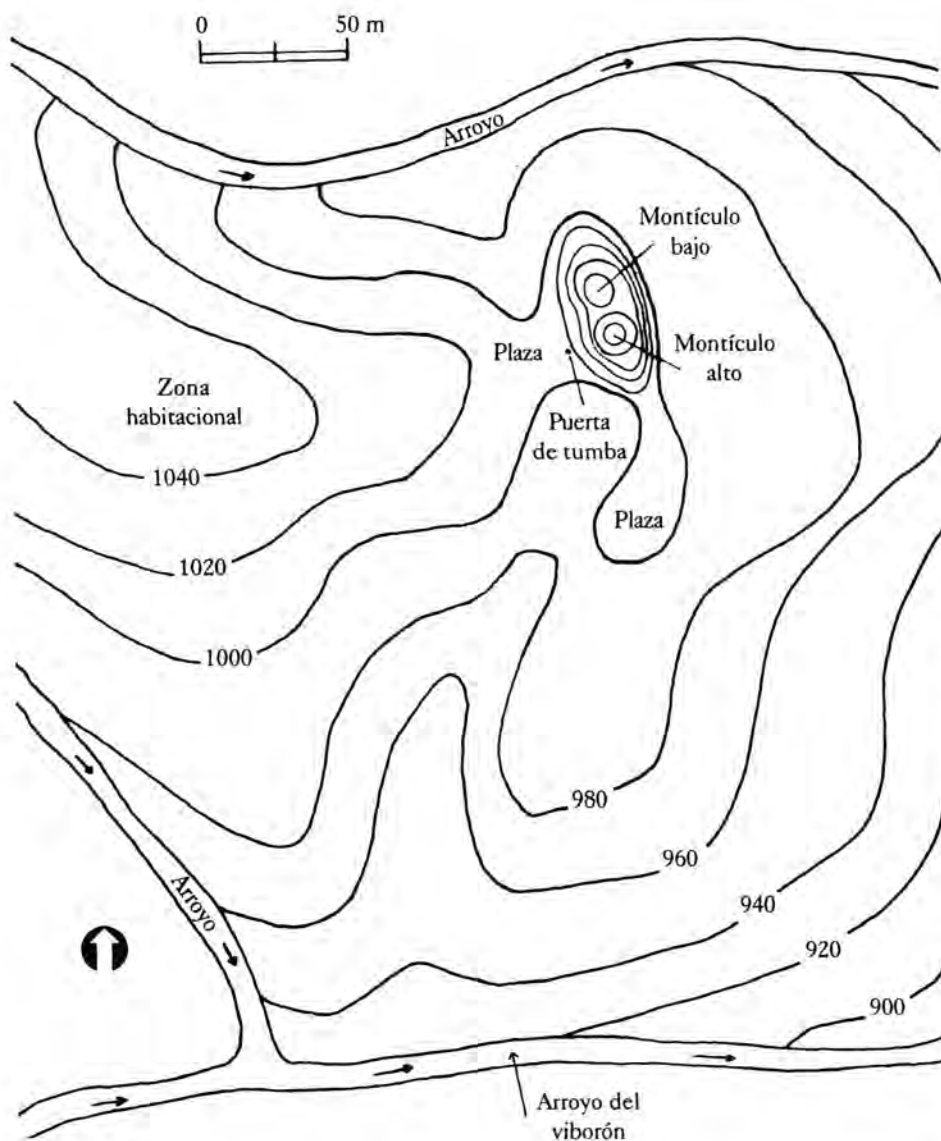 0 50 m
Arroyo
Montículo
bajo
Plaza
Montículo
alto
Zona
habitacional
Puerta
de tumba
1040
Plaza
1020
1000
980
960
Arroyo
940
920
900
Arroyo del
viborón